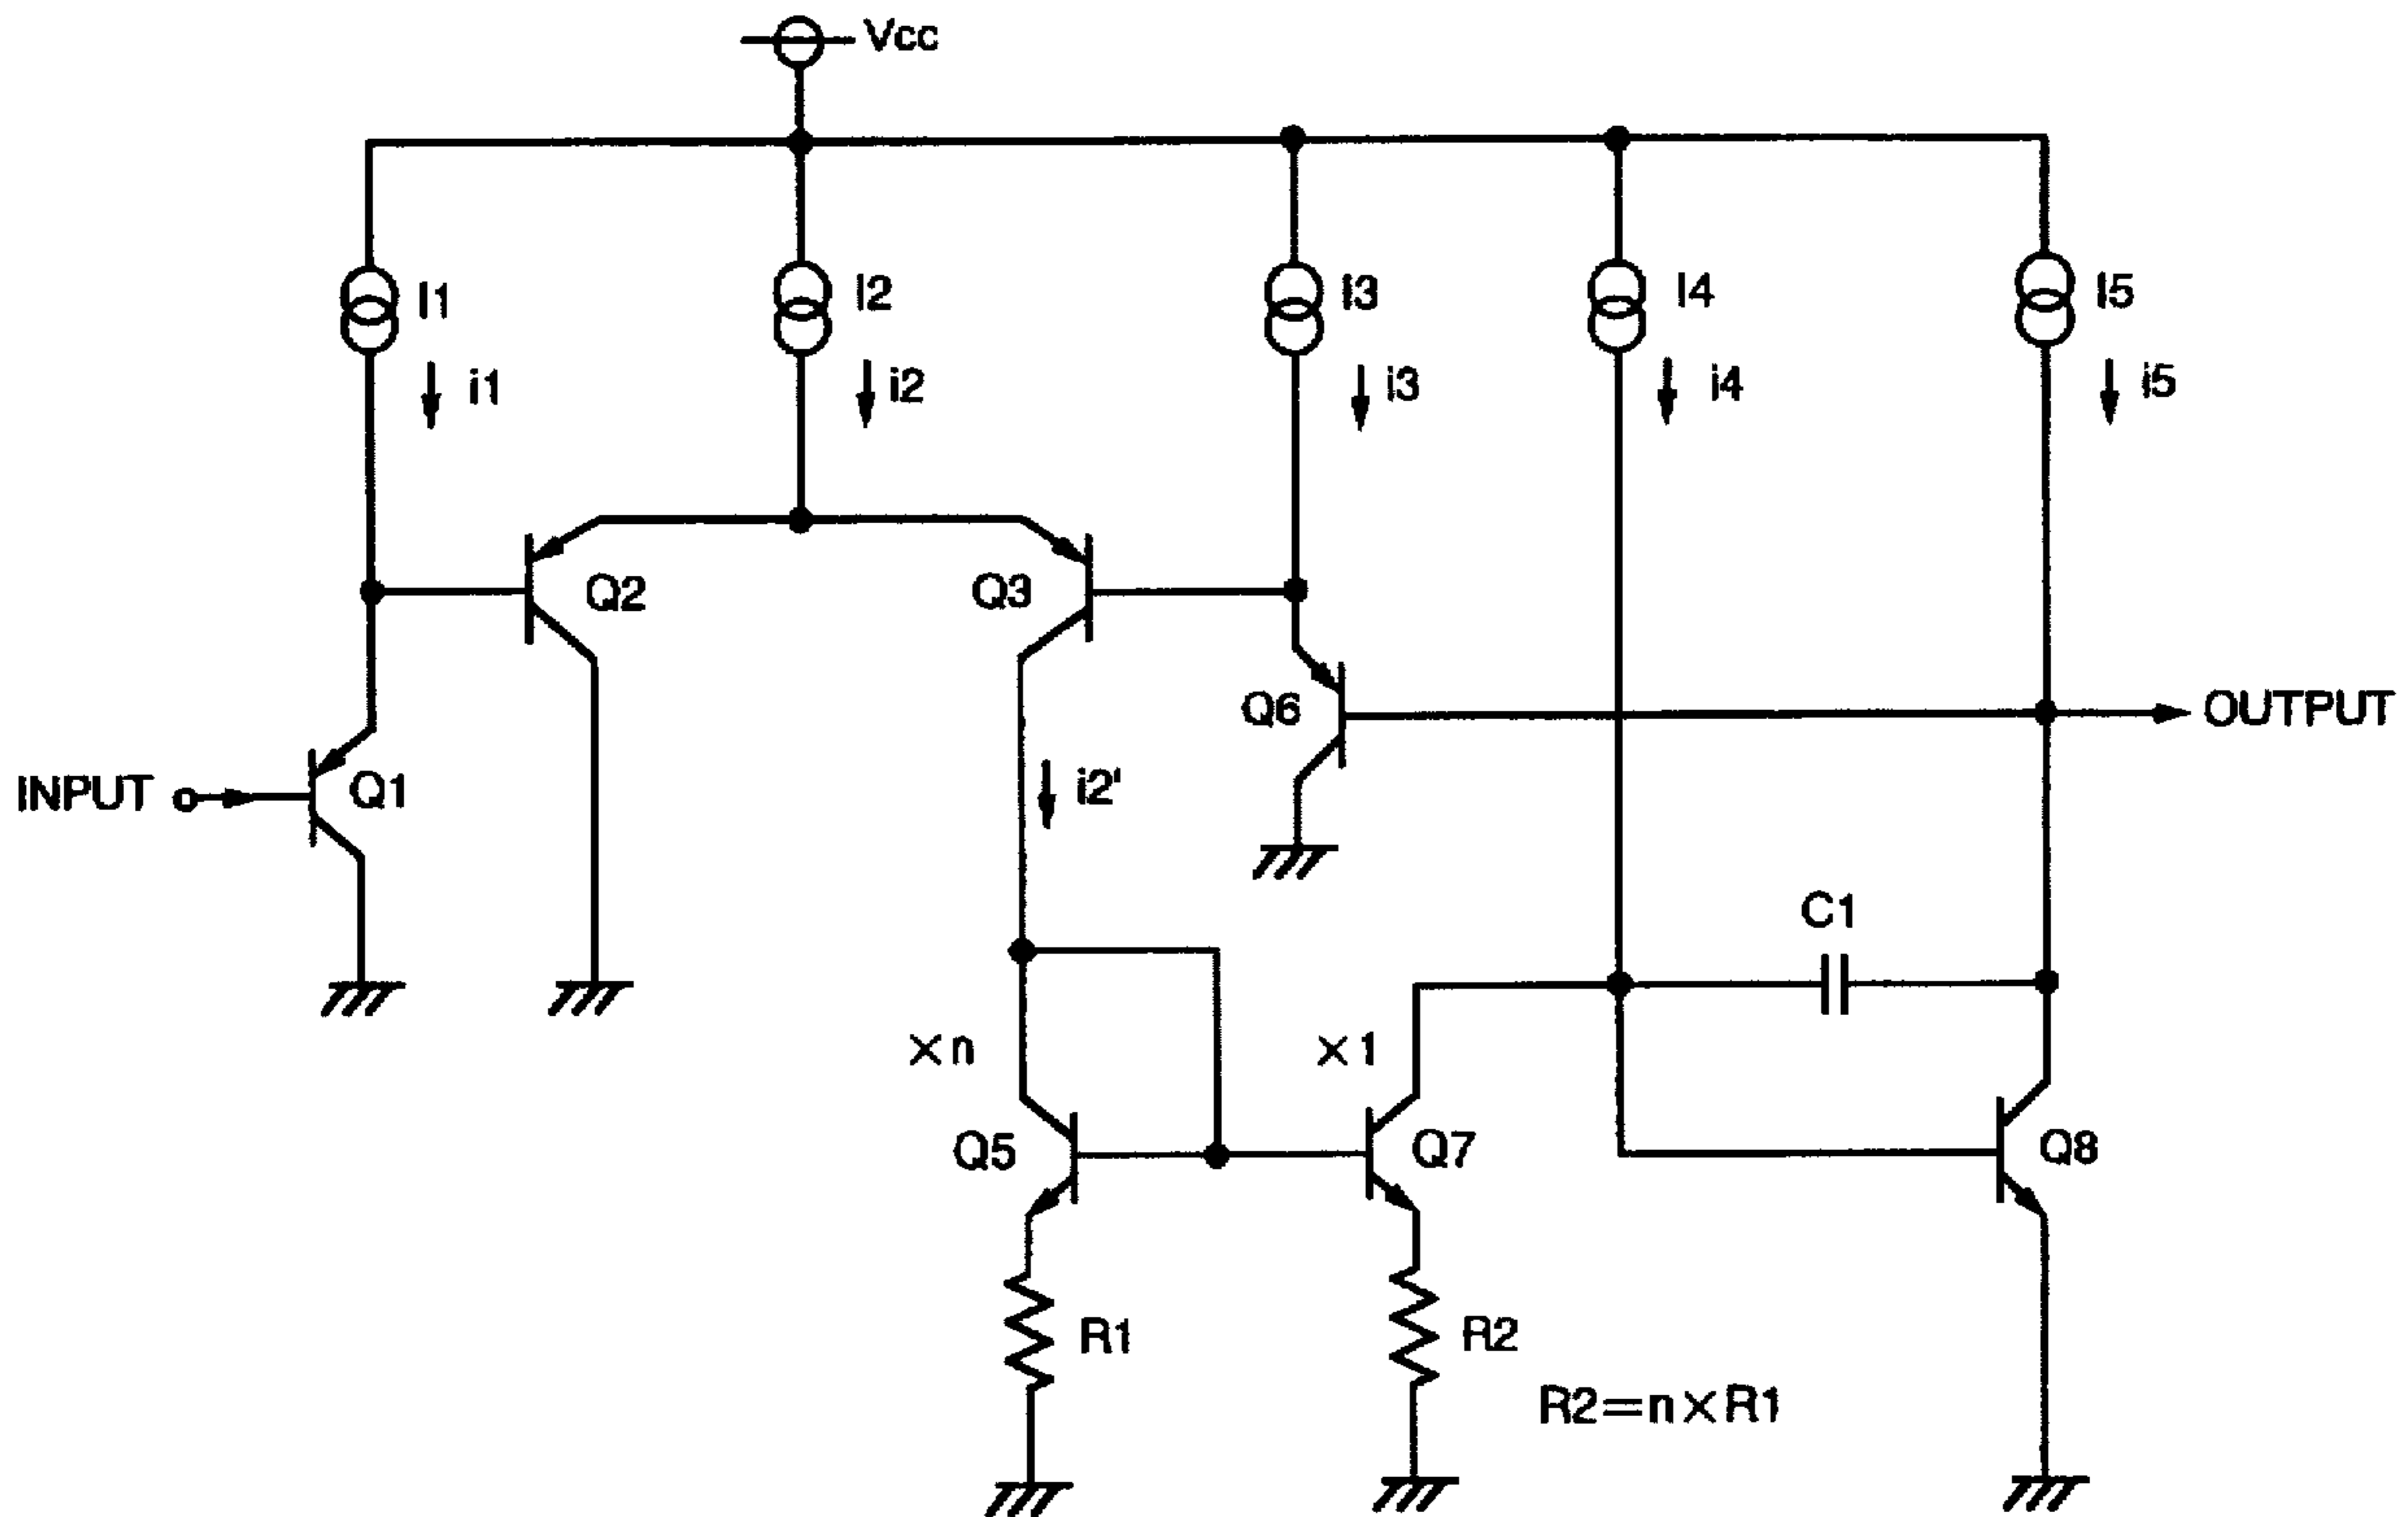 Vcc
I1
I2
I3
I4
I5
i1
i2
i3
i4
i5
Q2
Q3
Q6
OUTPUT
INPUT
Q1
i2'
C1
×n
×1
Q5
Q7
Q8
R1
R2
R2=n×R1